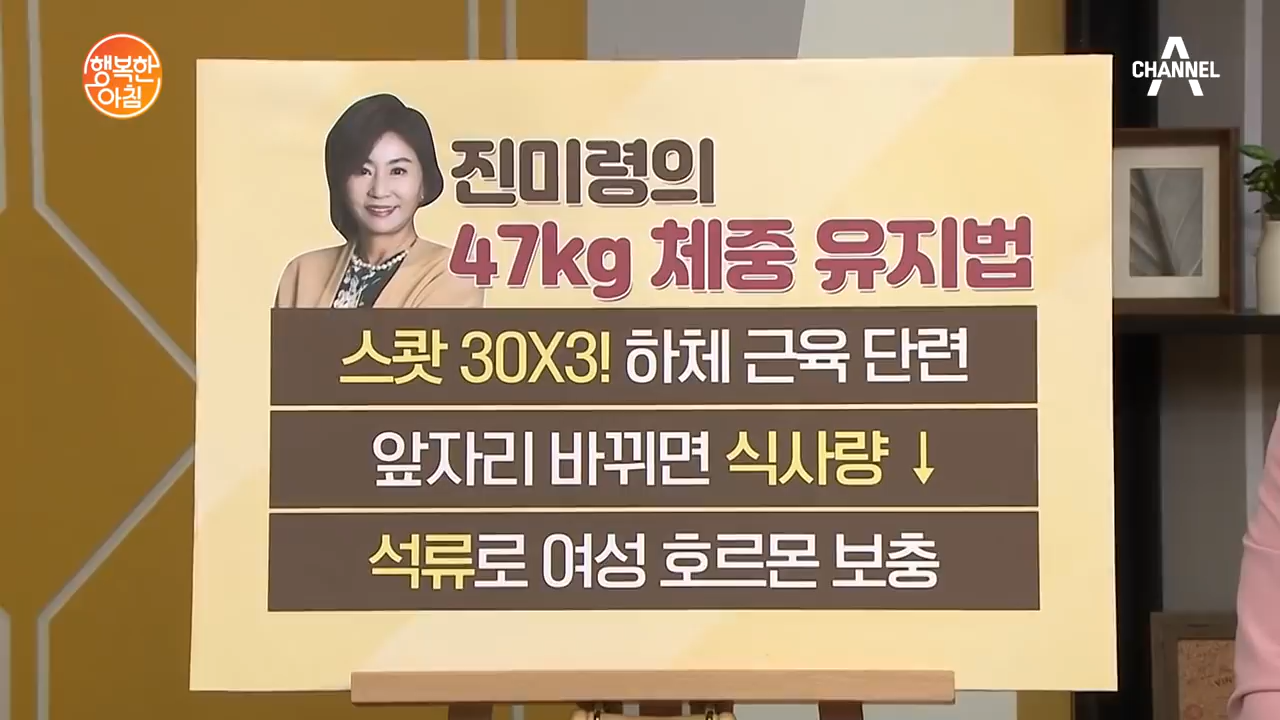 행복한
아침
CHANNEL A
진미령의
47kg 체중 유지법
스쾃 30X3! 하체 근육 단련
앞자리 바뀌면 식사량 ↓
석류로 여성 호르몬 보충